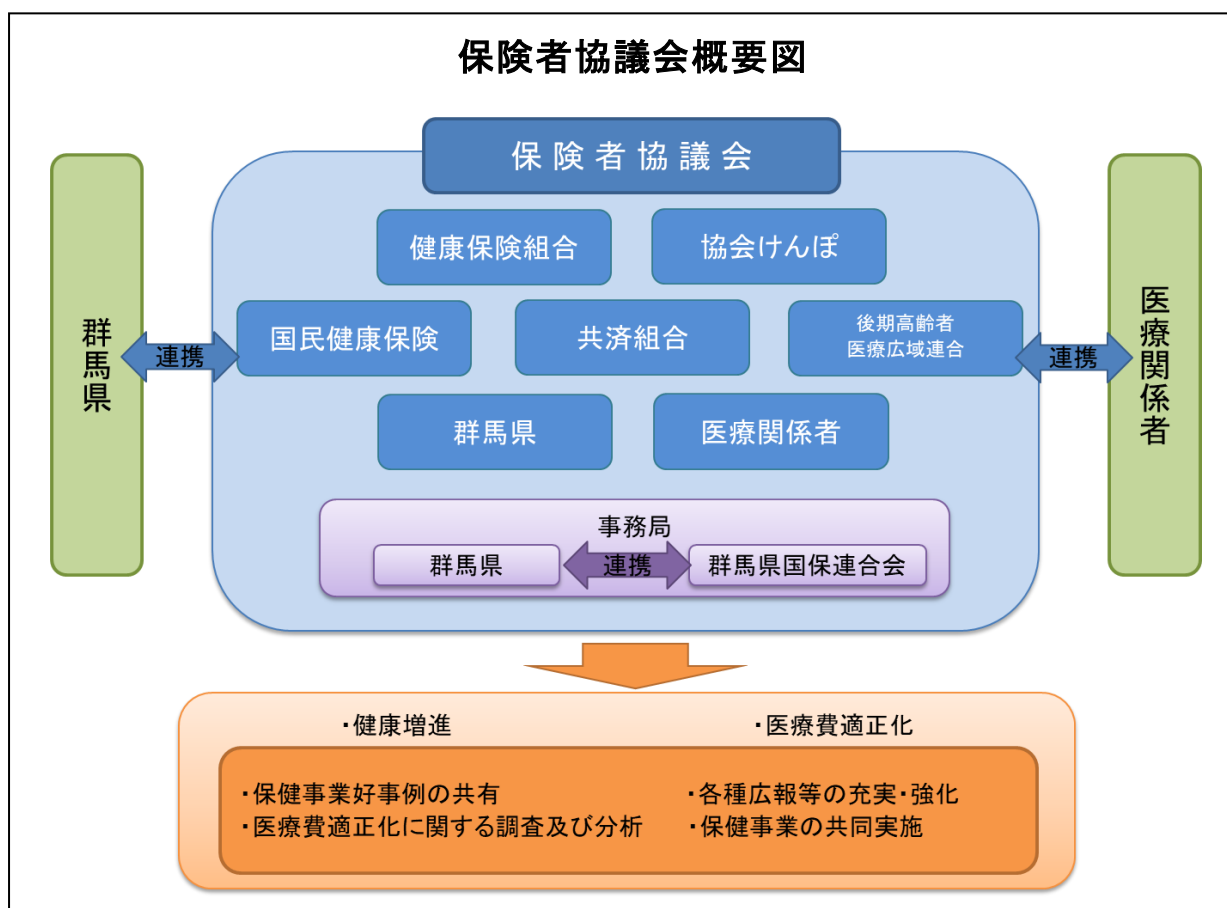 保険者協議会概要図
保険者協議会
健康保険組合
協会けんぽ
国民健康保険
共済組合
後期高齢者
医療広域連合
群馬県
医療関係者
群馬県
連携
連携
医療関係者
事務局
群馬県
連携
群馬県国保連合会
・健康増進
・医療費適正化
・保健事業好事例の共有
・各種広報等の充実・強化
・医療費適正化に関する調査及び分析
・保健事業の共同実施